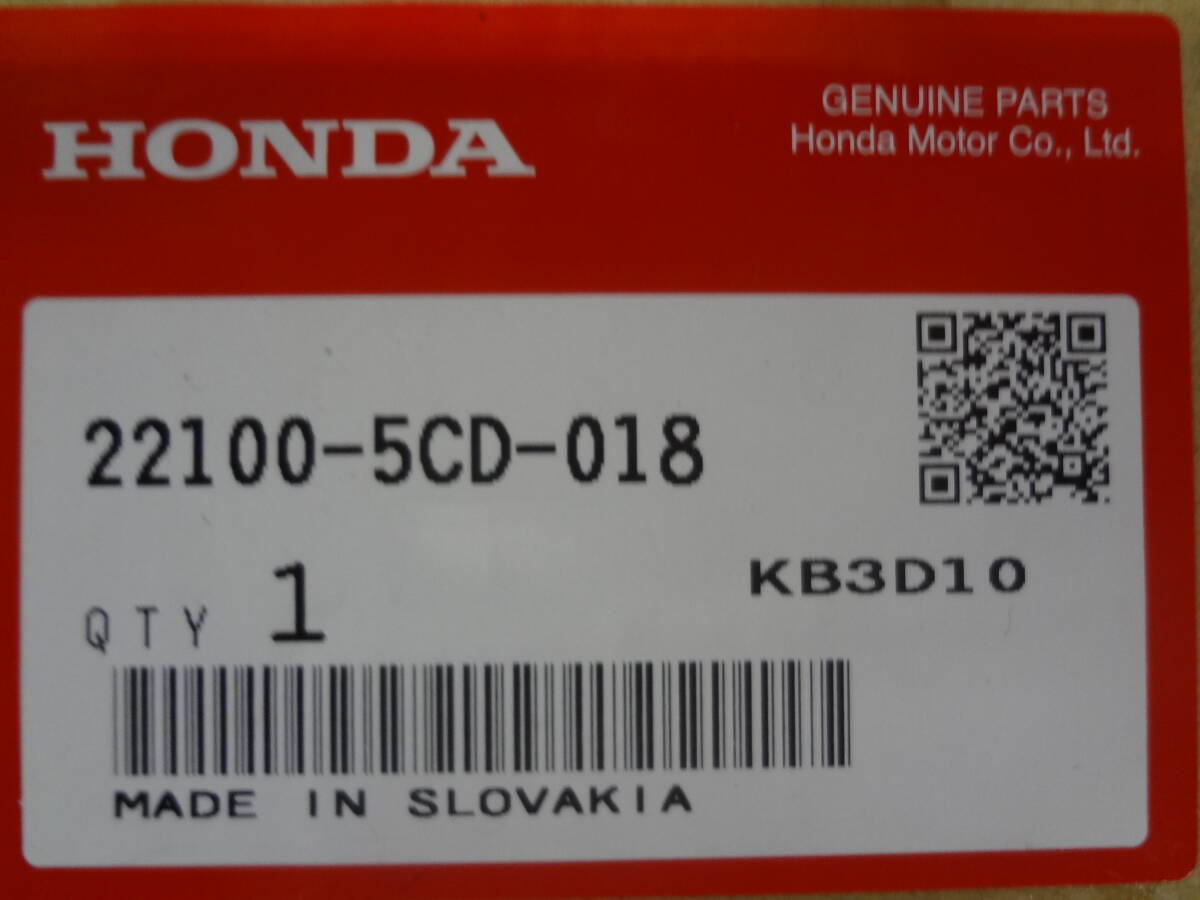 HONDA
GENUINE PARTS
Honda Motor Co., Ltd.
22100-5CD-018
KB3D10
QTY 1
MADE IN SLOVAKIA